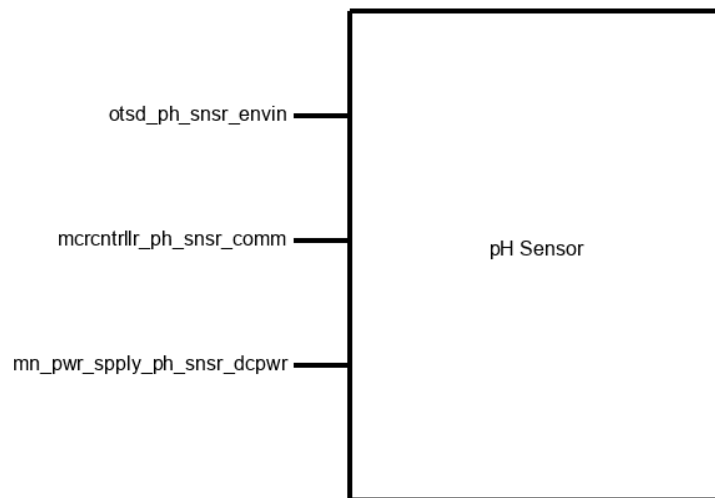 otsd_ph_snsr_envin
mcrcntrllr_ph_snsr_comm
pH Sensor
mn_pwr_spply_ph_snsr_dcpwr